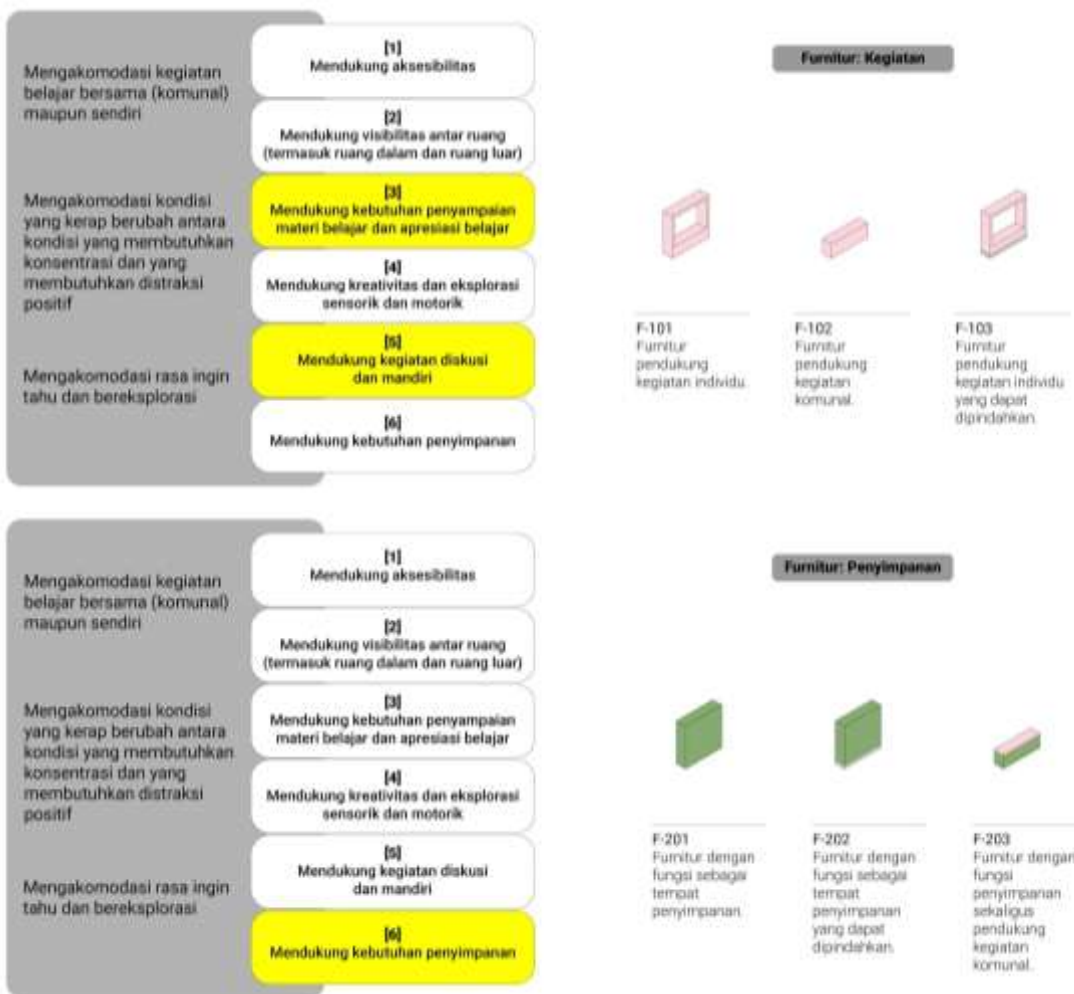 Mengakomodasi kegiatan
belajar bersama (komunal)
maupun sendiri
Mengakomodasi kondisi
yang kerap berubah antara
kondisi yang membutuhkan
konsentrasi dan yang
membutuhkan distraksi
positif
Mengakomodasi rasa ingin
tahu dan bereksplorasi
[1]
Mendukung aksesibilitas
[2]
Mendukung visibilitas antar ruang
(termasuk ruang dalam dan ruang luar)
[3]
Mendukung kebutuhan penyampaian
materi belajar dan apresiasi belajar
[4]
Mendukung kreativitas dan eksplorasi
sensorik dan motorik
[5]
Mendukung kegiatan diskusi
dan mandiri
[6]
Mendukung kebutuhan penyimpanan
Furnitur: Kegiatan
F-101
Furnitur
pendukung
kegiatan individu.
F-102
Furnitur
pendukung
kegiatan
komunal.
F-103
Furnitur
pendukung
kegiatan individu
yang dapat
dipindahkan.
Mengakomodasi kegiatan
belajar bersama (komunal)
maupun sendiri
Mengakomodasi kondisi
yang kerap berubah antara
kondisi yang membutuhkan
konsentrasi dan yang
membutuhkan distraksi
positif
Mengakomodasi rasa ingin
tahu dan bereksplorasi
[1]
Mendukung aksesibilitas
[2]
Mendukung visibilitas antar ruang
(termasuk ruang dalam dan ruang luar)
[3]
Mendukung kebutuhan penyampaian
materi belajar dan apresiasi belajar
[4]
Mendukung kreativitas dan eksplorasi
sensorik dan motorik
[5]
Mendukung kegiatan diskusi
dan mandiri
[6]
Mendukung kebutuhan penyimpanan
Furnitur: Penyimpanan
F-201
Furnitur dengan
fungsi sebagai
tempat
penyimpanan.
F-202
Furnitur dengan
fungsi sebagai
tempat
penyimpanan
yang dapat
dipindahkan.
F-203
Furnitur dengan
fungsi
penyimpanan
sekaligus
pendukung
kegiatan
komunal.